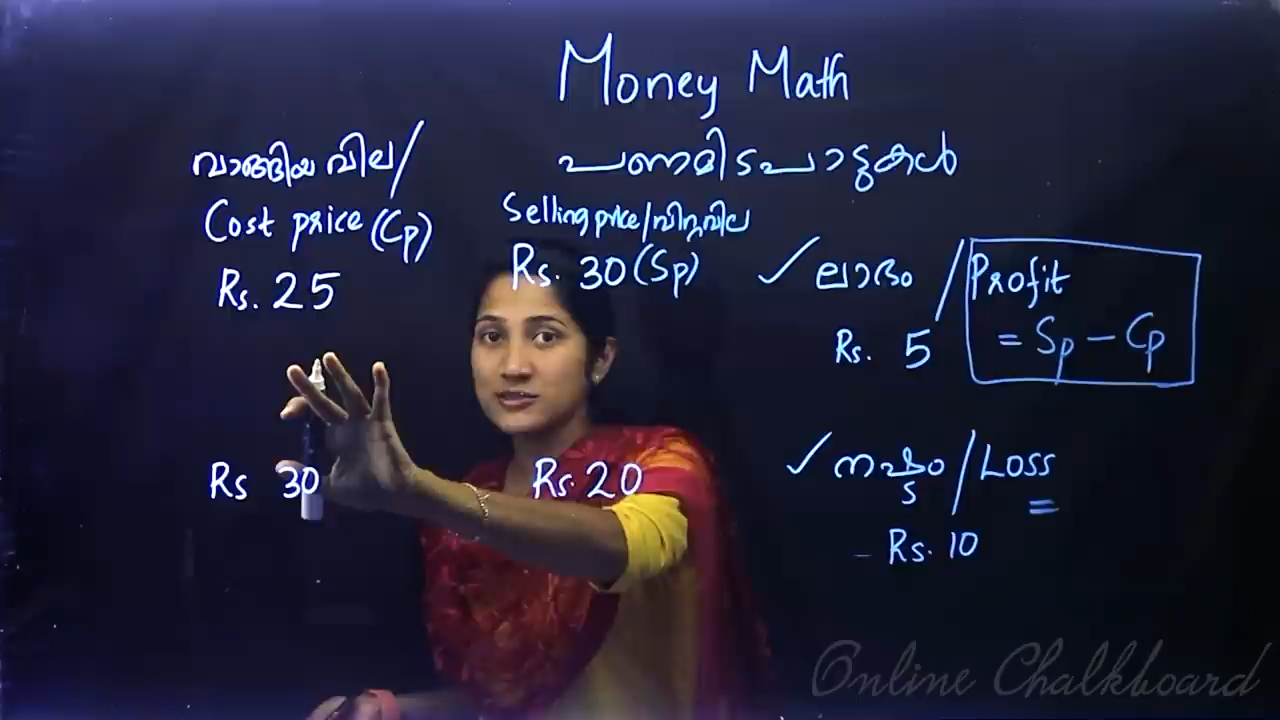 Money Math
പണമിടപാടുകൾ
വാങ്ങിയ വില/
Cost price (Cp)
Rs. 25
Selling price/വിറ്റവില
Rs. 30 (Sp)
✓ ലാഭം / Profit
= Sp - Cp
Rs. 5
Rs 30
Rs. 20
✓ നഷ്ടം / Loss
- Rs. 10
Online Chalkboard